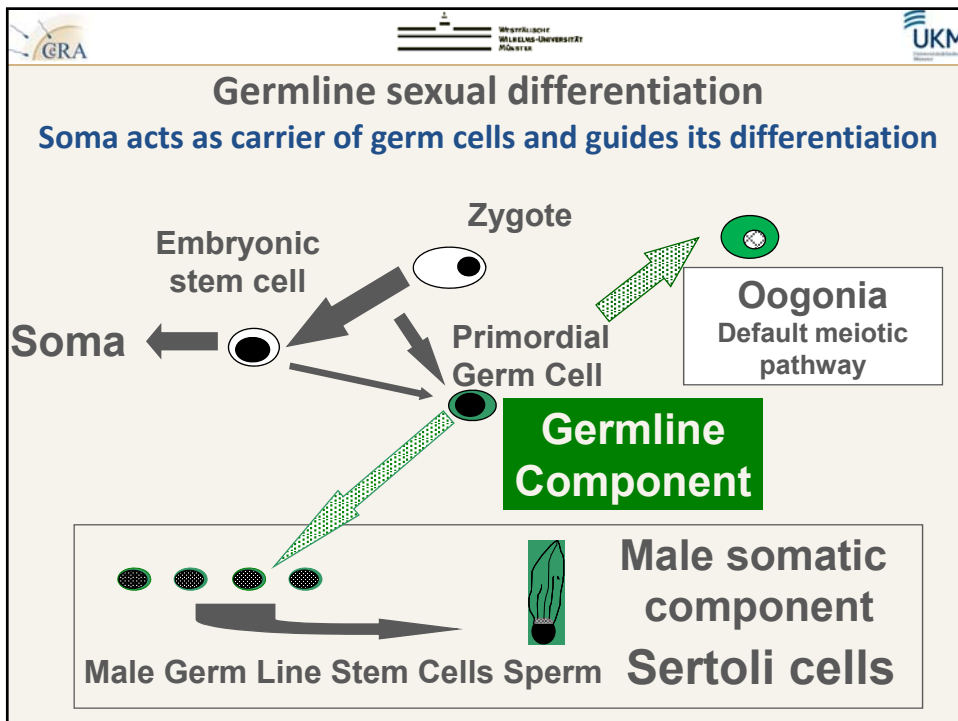 CeRA
WESTFÄLISCHE
WILHELMS-UNIVERSITÄT
MÜNSTER
UKM
Germline sexual differentiation
Soma acts as carrier of germ cells and guides its differentiation
Zygote
Embryonic
stem cell
Soma
Primordial
Germ Cell
Oogonia
Default meiotic
pathway
Germline
Component
Male somatic
component
Sertoli cells
Male Germ Line Stem Cells Sperm